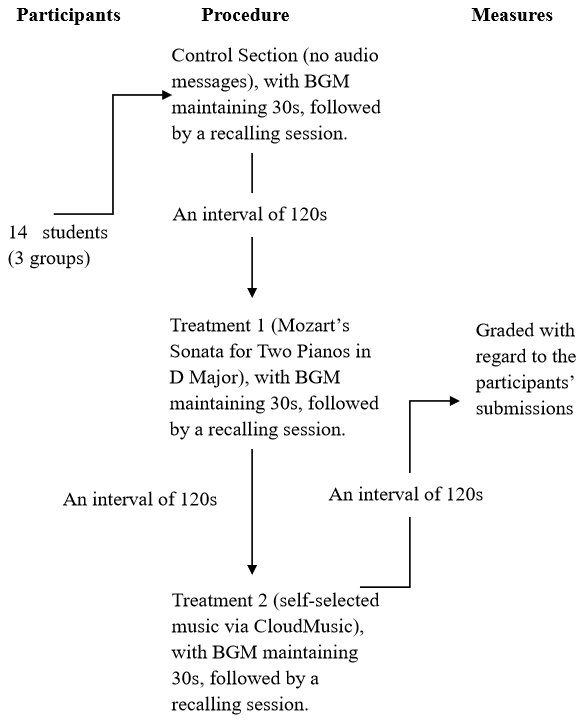 Participants
Procedure
Measures
Control Section (no audio
messages), with BGM
maintaining 30s, followed
by a recalling session.
An interval of 120s
14 students
(3 groups)
Treatment 1 (Mozart’s
Sonata for Two Pianos in
D Major), with BGM
maintaining 30s, followed
by a recalling session.
Graded with
regard to the
participants’
submissions
An interval of 120s
An interval of 120s
Treatment 2 (self-selected
music via CloudMusic),
with BGM maintaining
30s, followed by a
recalling session.